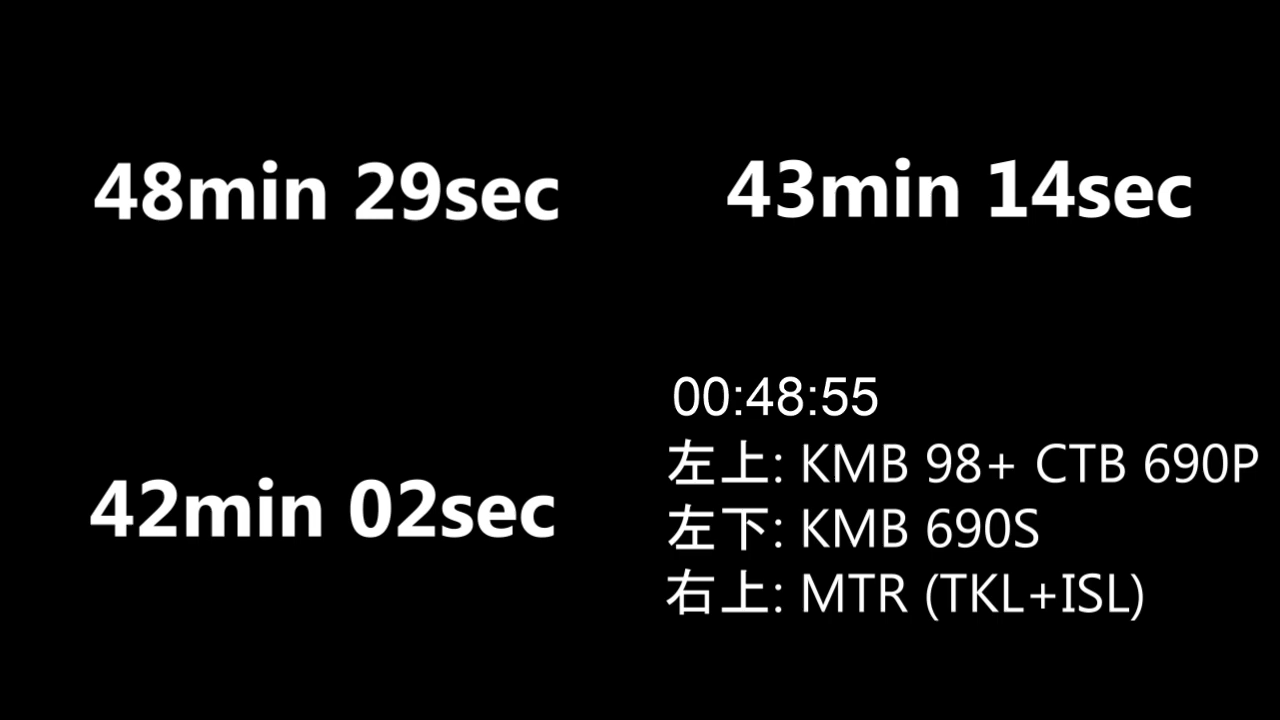 48min 29sec
43min 14sec
42min 02sec
00:48:55
左上: KMB 98+ CTB 690P
左下: KMB 690S
右上: MTR (TKL+ISL)